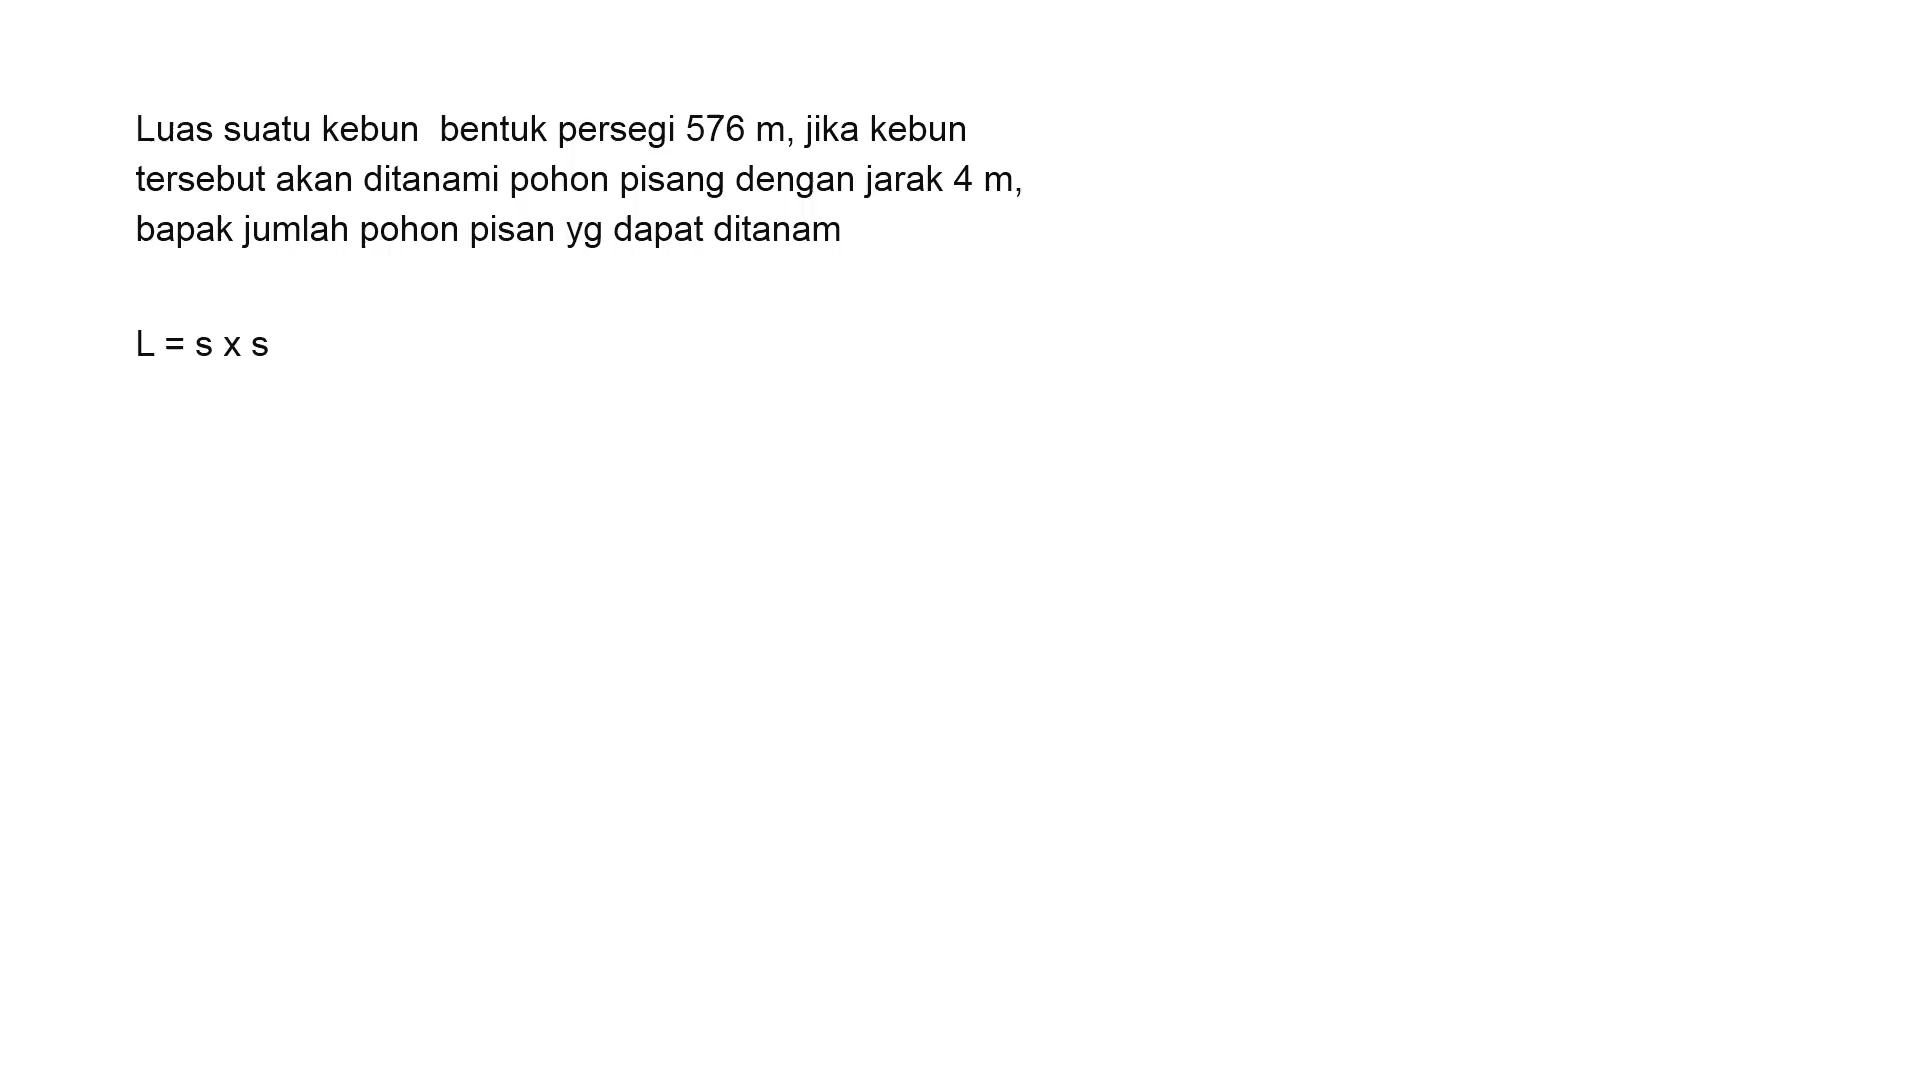 Luas suatu kebun  bentuk persegi 576 m, jika kebun
tersebut akan ditanami pohon pisang dengan jarak 4 m,
bapak jumlah pohon pisan yg dapat ditanam
L = s x s